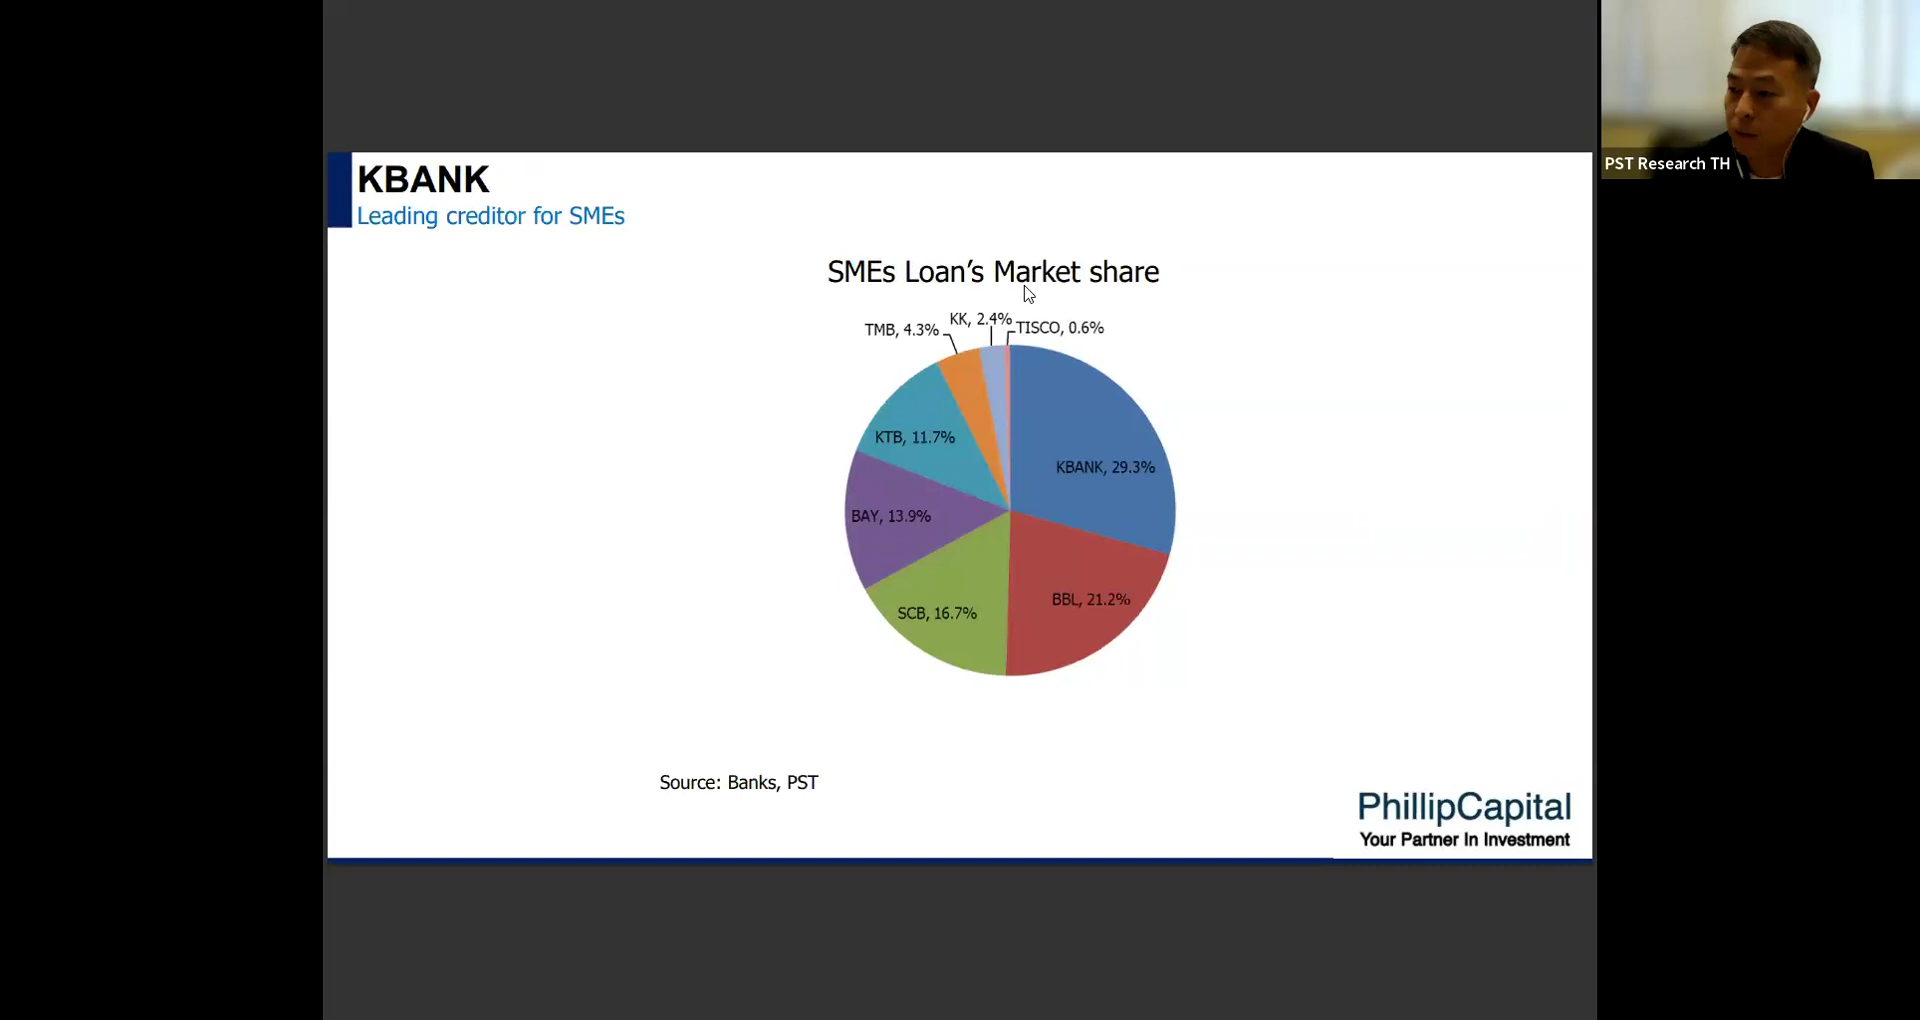 KBANK
Leading creditor for SMEs
SMEs Loan's Market share
TMB, 4.3%
KK, 2.4%
TISCO, 0.6%
KTB, 11.7%
KBANK, 29.3%
BAY, 13.9%
BBL, 21.2%
SCB, 16.7%
Source: Banks, PST
PhillipCapital
Your Partner In Investment
PST Research TH